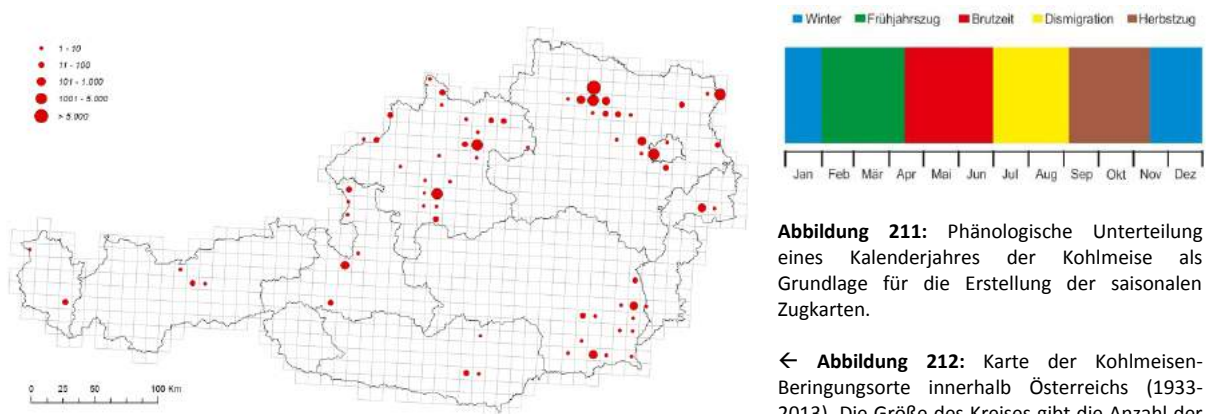 1 - 10
11 - 100
101 - 1.000
1001 - 5.000
> 5.000
0 25 50 100 Km
Winter Frühjahrszug Brutzeit Dismigration Herbstzug
Jan Feb Mär Apr Mai Jun Jul Aug Sep Okt Nov Dez
Abbildung 211: Phänologische Unterteilung
eines Kalenderjahres der Kohlmeise als
Grundlage für die Erstellung der saisonalen
Zugkarten.
← Abbildung 212: Karte der Kohlmeisen-
Beringungsorte innerhalb Österreichs (1933-
2013). Die Größe des Kreises gibt die Anzahl der